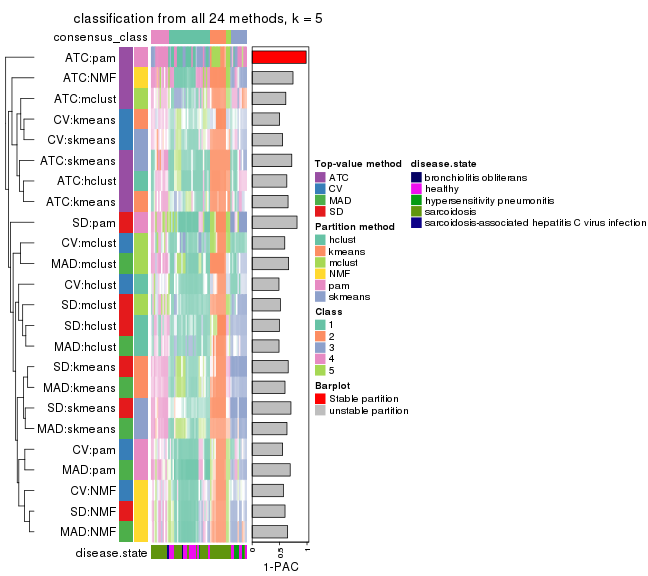 classification from all 24 methods, k = 5
consensus_class
ATC:pam
ATC:NMF
ATC:mclust
CV:kmeans
CV:skmeans
ATC:skmeans
ATC:hclust
ATC:kmeans
SD:pam
CV:mclust
MAD:mclust
CV:hclust
SD:mclust
SD:hclust
MAD:hclust
SD:kmeans
MAD:kmeans
SD:skmeans
MAD:skmeans
CV:pam
MAD:pam
CV:NMF
SD:NMF
MAD:NMF
disease.state
0
0.5
1
1-PAC
Top-value method
ATC
CV
MAD
SD
Partition method
hclust
kmeans
mclust
NMF
pam
skmeans
Class
1
2
3
4
5
Barplot
Stable partition
unstable partition
disease.state
bronchiolitis obliterans
healthy
hypersensitivity pneumonitis
sarcoidosis
sarcoidosis-associated hepatitis C virus infection